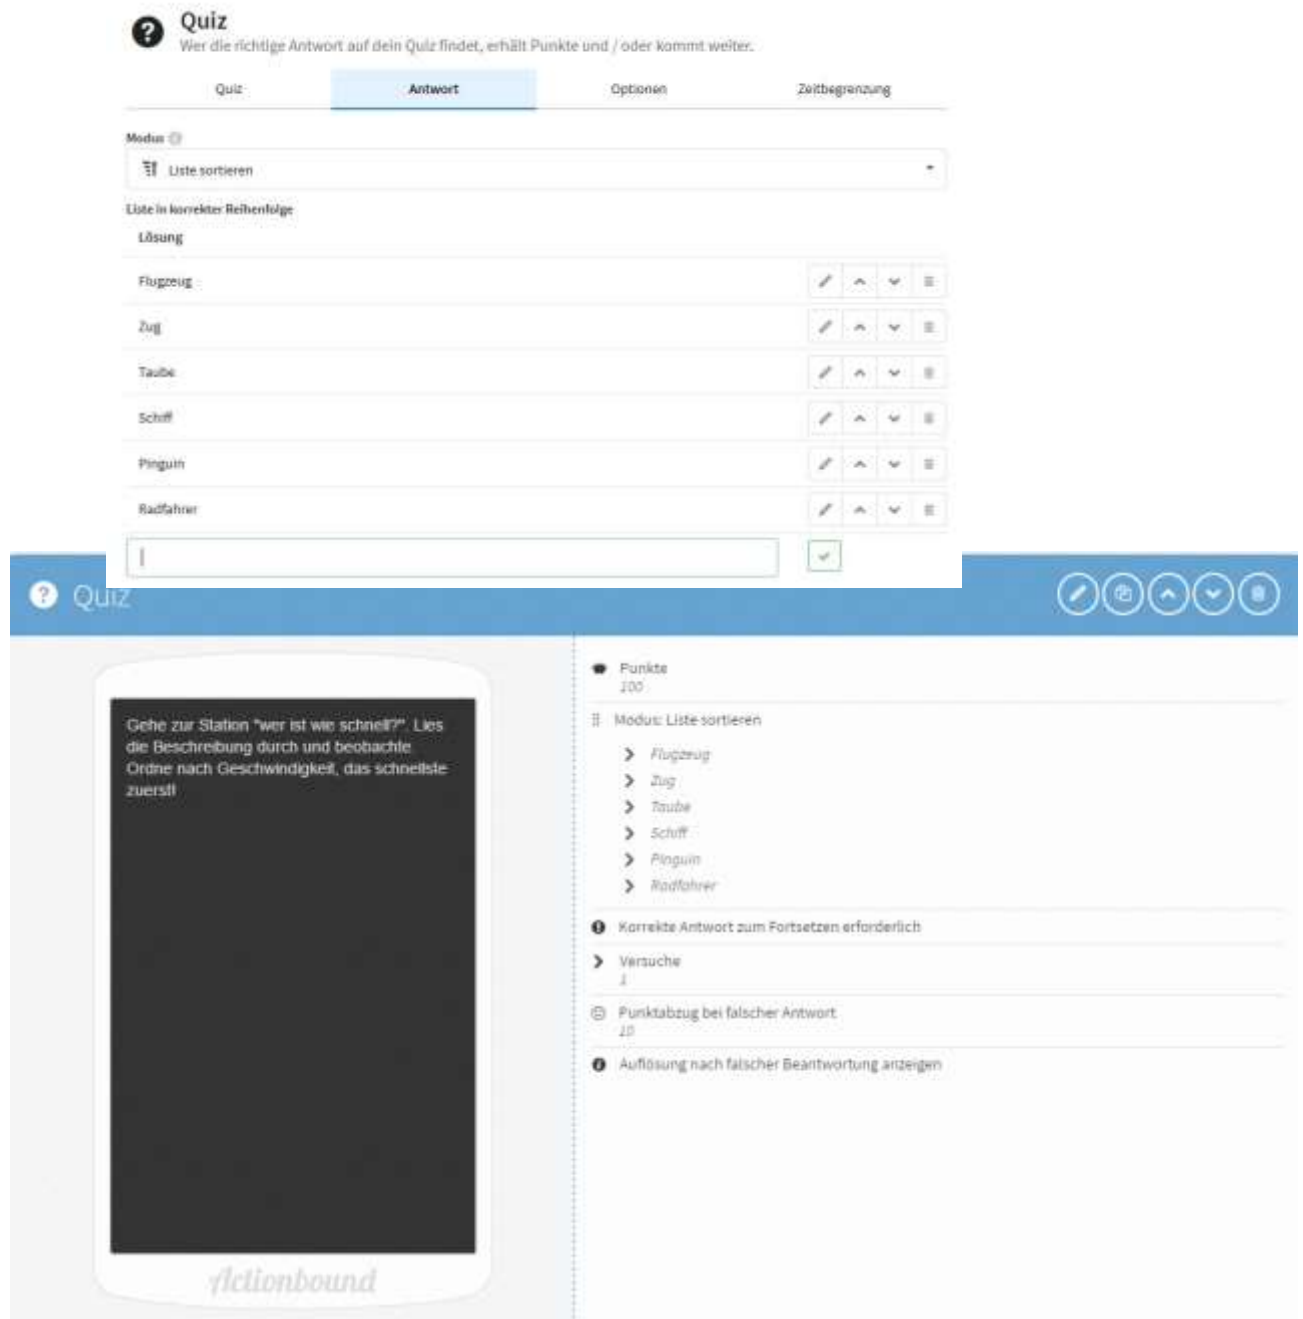 Quiz
Wer die richtige Antwort auf dein Quiz findet, erhält Punkte und / oder kommt weiter.
Quiz Antwort Optionen Zeitbegrenzung
Modus
Liste sortieren
Liste in korrekter Reihenfolge
Lösung
Flugzeug
Zug
Taube
Schiff
Pinguin
Radfahrer
Quiz
Gehe zur Station "wer ist wie schnell?". Lies
die Beschreibung durch und beobachte.
Ordne nach Geschwindigkeit, das schnellste
zuerst!
Actionbound
Punkte
100
Modus: Liste sortieren
Flugzeug
Zug
Taube
Schiff
Pinguin
Radfahrer
Korrekte Antwort zum Fortsetzen erforderlich
Versuche
1
Punktabzug bei falscher Antwort
10
Auflösung nach falscher Beantwortung anzeigen